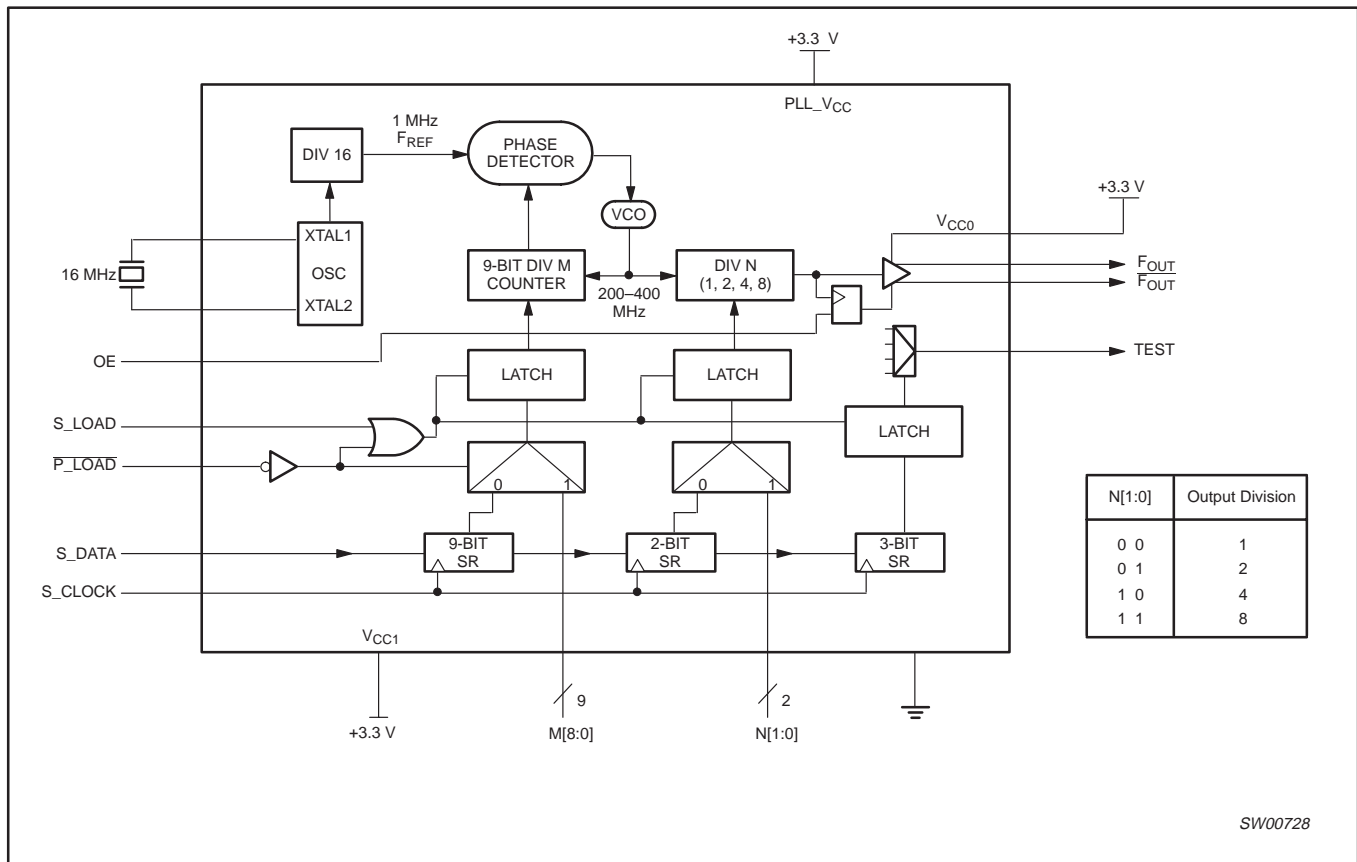 +3.3 V
PLL_VCC
1 MHz
FREF
DIV 16
PHASE
DETECTOR
+3.3 V
VCO
VCC0
XTAL1
OSC
XTAL2
16 MHz
9-BIT DIV M
COUNTER
DIV N
(1, 2, 4, 8)
200–400
MHz
FOUT
FOUT
OE
TEST
LATCH
LATCH
S_LOAD
LATCH
P_LOAD
0 1
0 1
N[1:0] Output Division
0 0 1
0 1 2
1 0 4
1 1 8
S_DATA
9-BIT
SR
2-BIT
SR
3-BIT
SR
S_CLOCK
VCC1
9
2
+3.3 V
M[8:0]
N[1:0]
SW00728